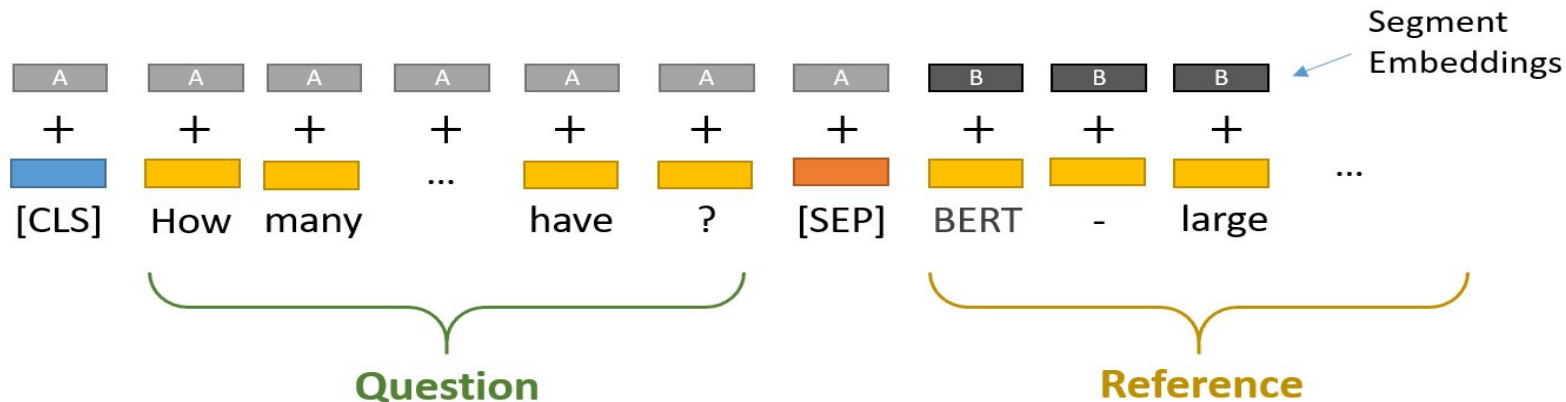 Segment
Embeddings
A A A A A A A B B B
+ + + + + + + + + +
... ...
[CLS] How many have ? [SEP] BERT - large
Question Reference